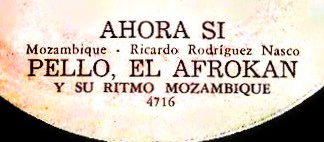 AHORA SI
Mozambique - Ricardo Rodríguez Nasco
PELLO, EL AFROKAN
Y SU RITMO MOZAMBIQUE
4716